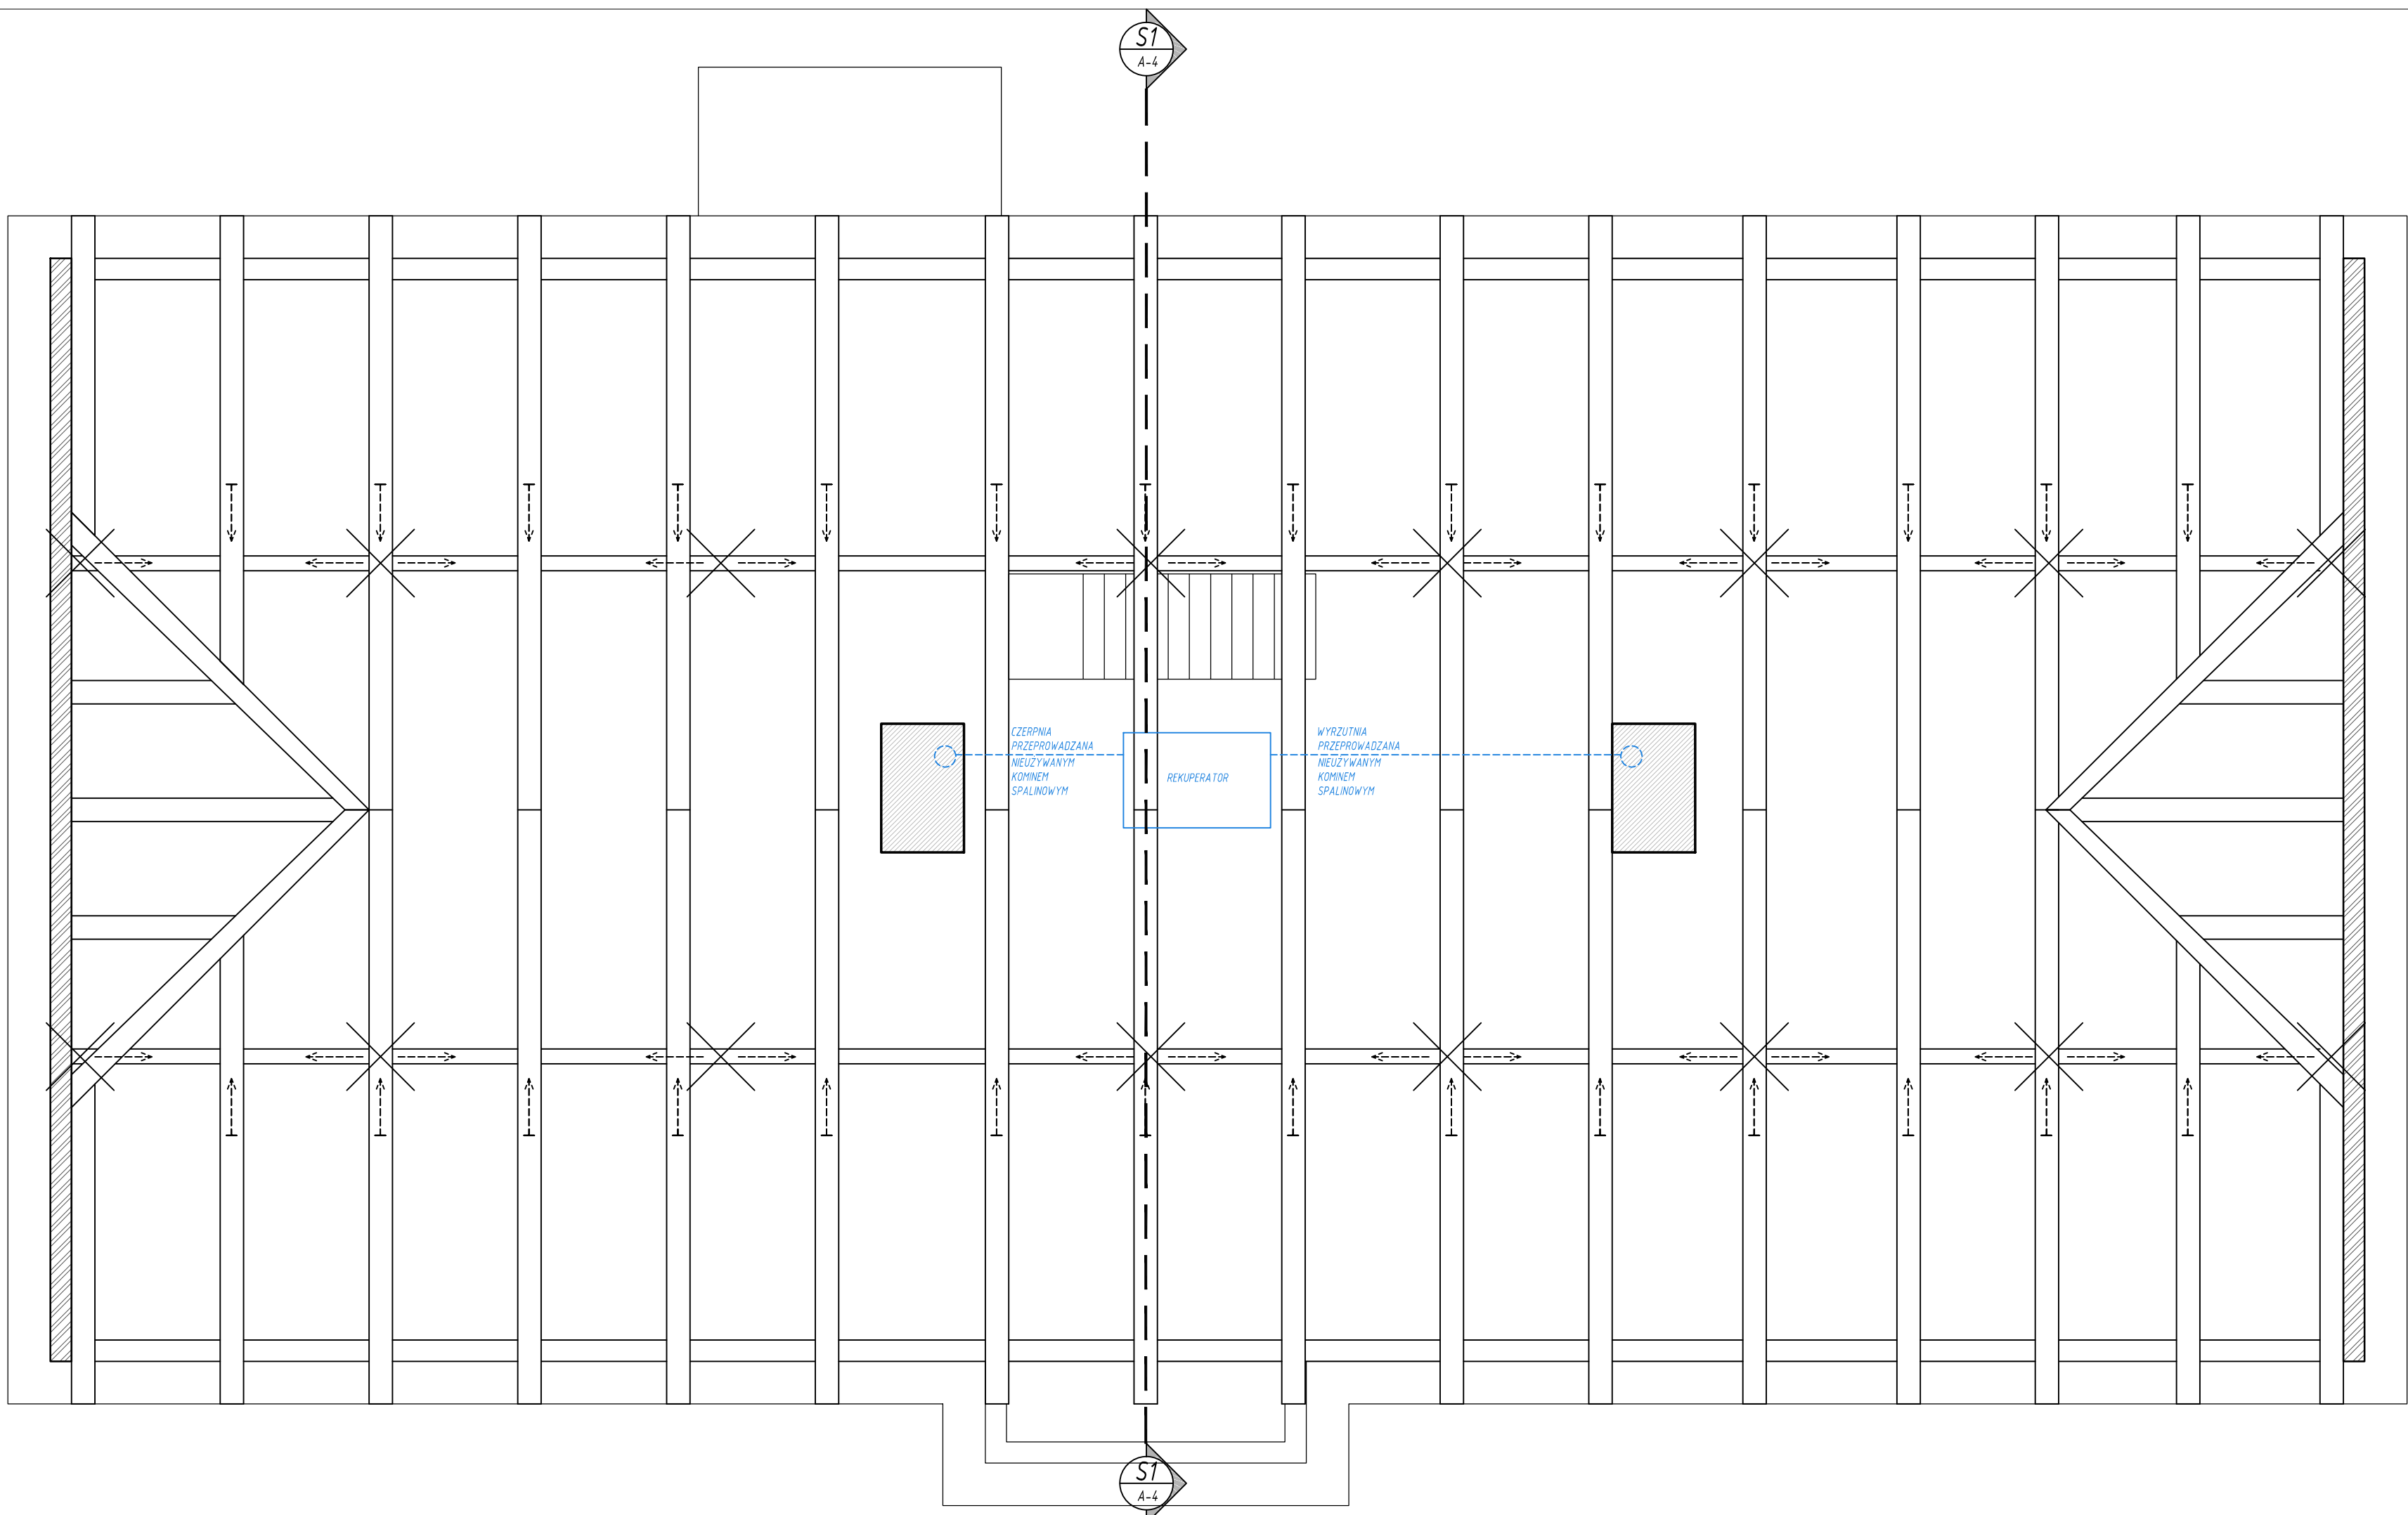 S1
A-4
CZERPNIA
PRZEPROWADZANA
NIEUŻYWANYM
KOMINEM
SPALINOWYM
REKUPERATOR
WYRZUTNIA
PRZEPROWADZANA
NIEUŻYWANYM
KOMINEM
SPALINOWYM
S1
A-4